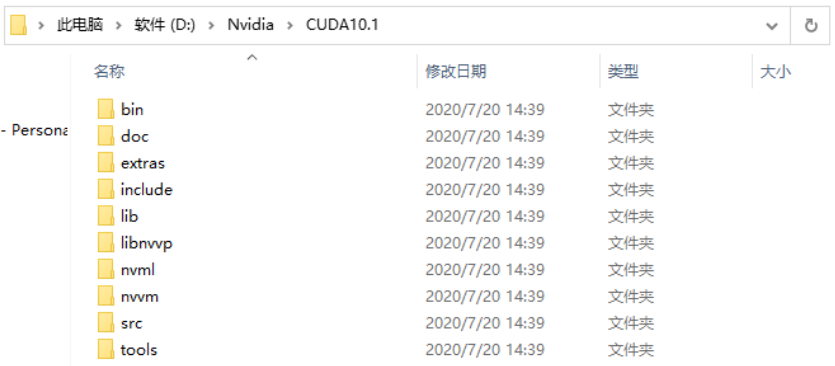 此电脑 > 软件 (D:) > Nvidia > CUDA10.1
名称 修改日期 类型 大小
bin 2020/7/20 14:39 文件夹
- Persona doc 2020/7/20 14:39 文件夹
extras 2020/7/20 14:39 文件夹
include 2020/7/20 14:39 文件夹
lib 2020/7/20 14:39 文件夹
libnvvp 2020/7/20 14:39 文件夹
nvml 2020/7/20 14:39 文件夹
nvvm 2020/7/20 14:39 文件夹
src 2020/7/20 14:39 文件夹
tools 2020/7/20 14:39 文件夹